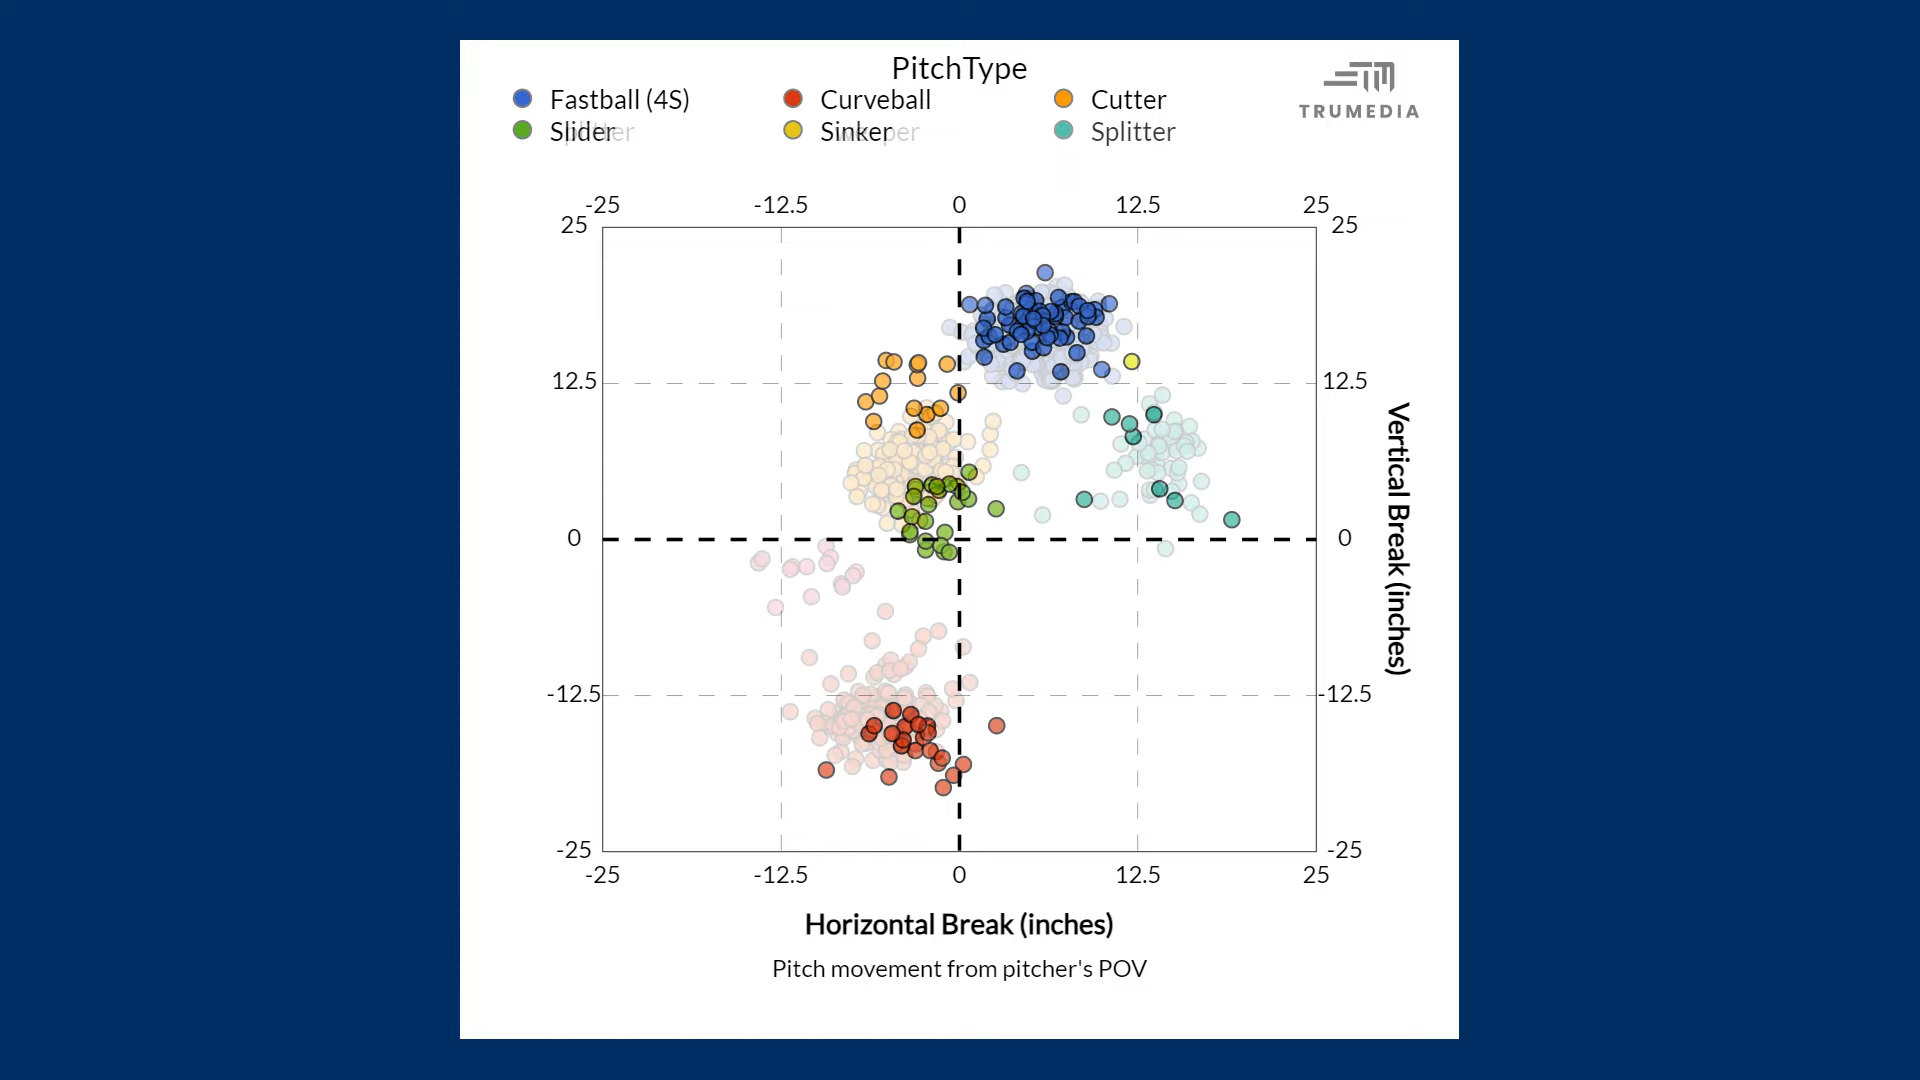 PitchType
TRUMEDIA
Fastball (4S) Curveball Cutter
Slider Sinker Splitter
-25 -12.5 0 12.5 25
25 25
12.5 12.5
0 0
-12.5 -12.5
-25 -25
-25 -12.5 0 12.5 25
Vertical Break (inches)
Horizontal Break (inches)
Pitch movement from pitcher's POV